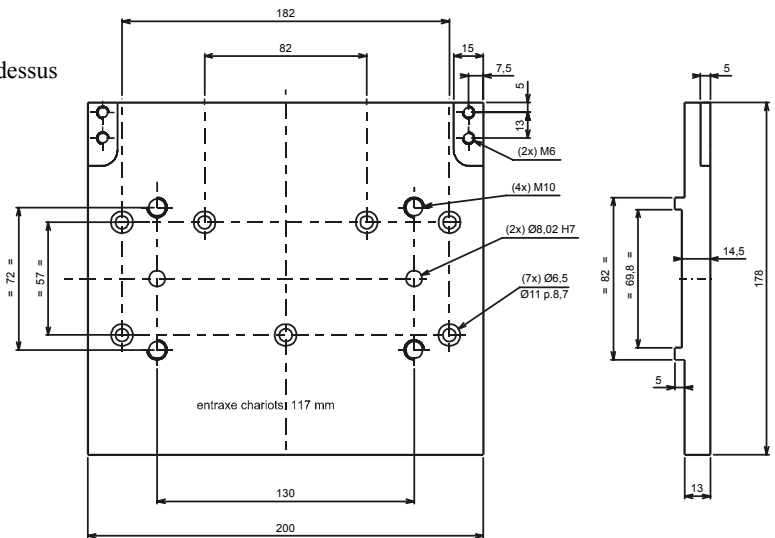 182
dessus
82
15
7,5
5
5
13
(2x) M6
(4x) M10
(2x) Ø8,02 H7
(7x) Ø6,5
Ø11 p.8,7
= 72 =
= 57 =
= 82 =
= 69,8 =
14,5
178
5
entraxe chariots: 117 mm
130
13
200